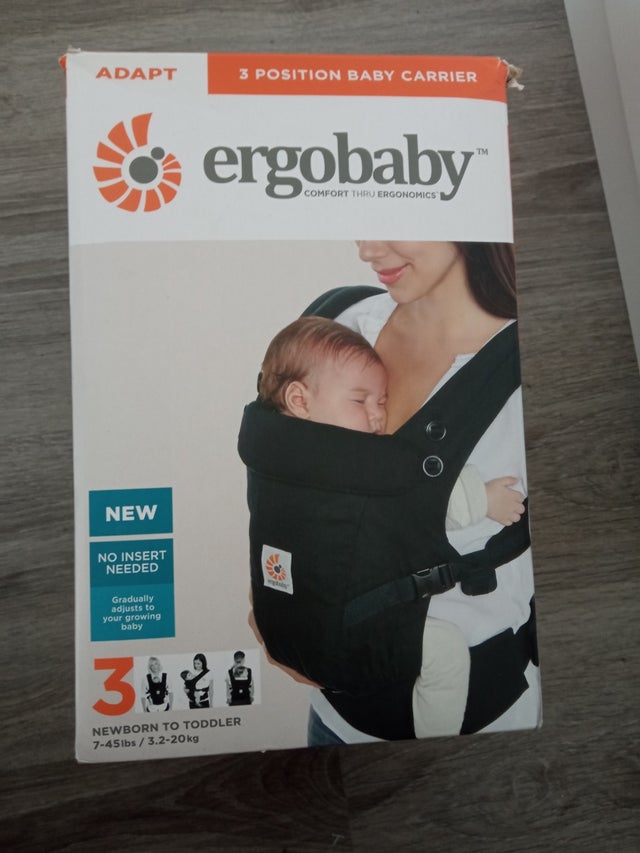 ADAPT
3 POSITION BABY CARRIER
ergobaby™
COMFORT THRU ERGONOMICS™
ergobaby
NEW
NO INSERT
NEEDED
Gradually
adjusts to
your growing
baby
3
NEWBORN TO TODDLER
7-45lbs / 3.2-20kg